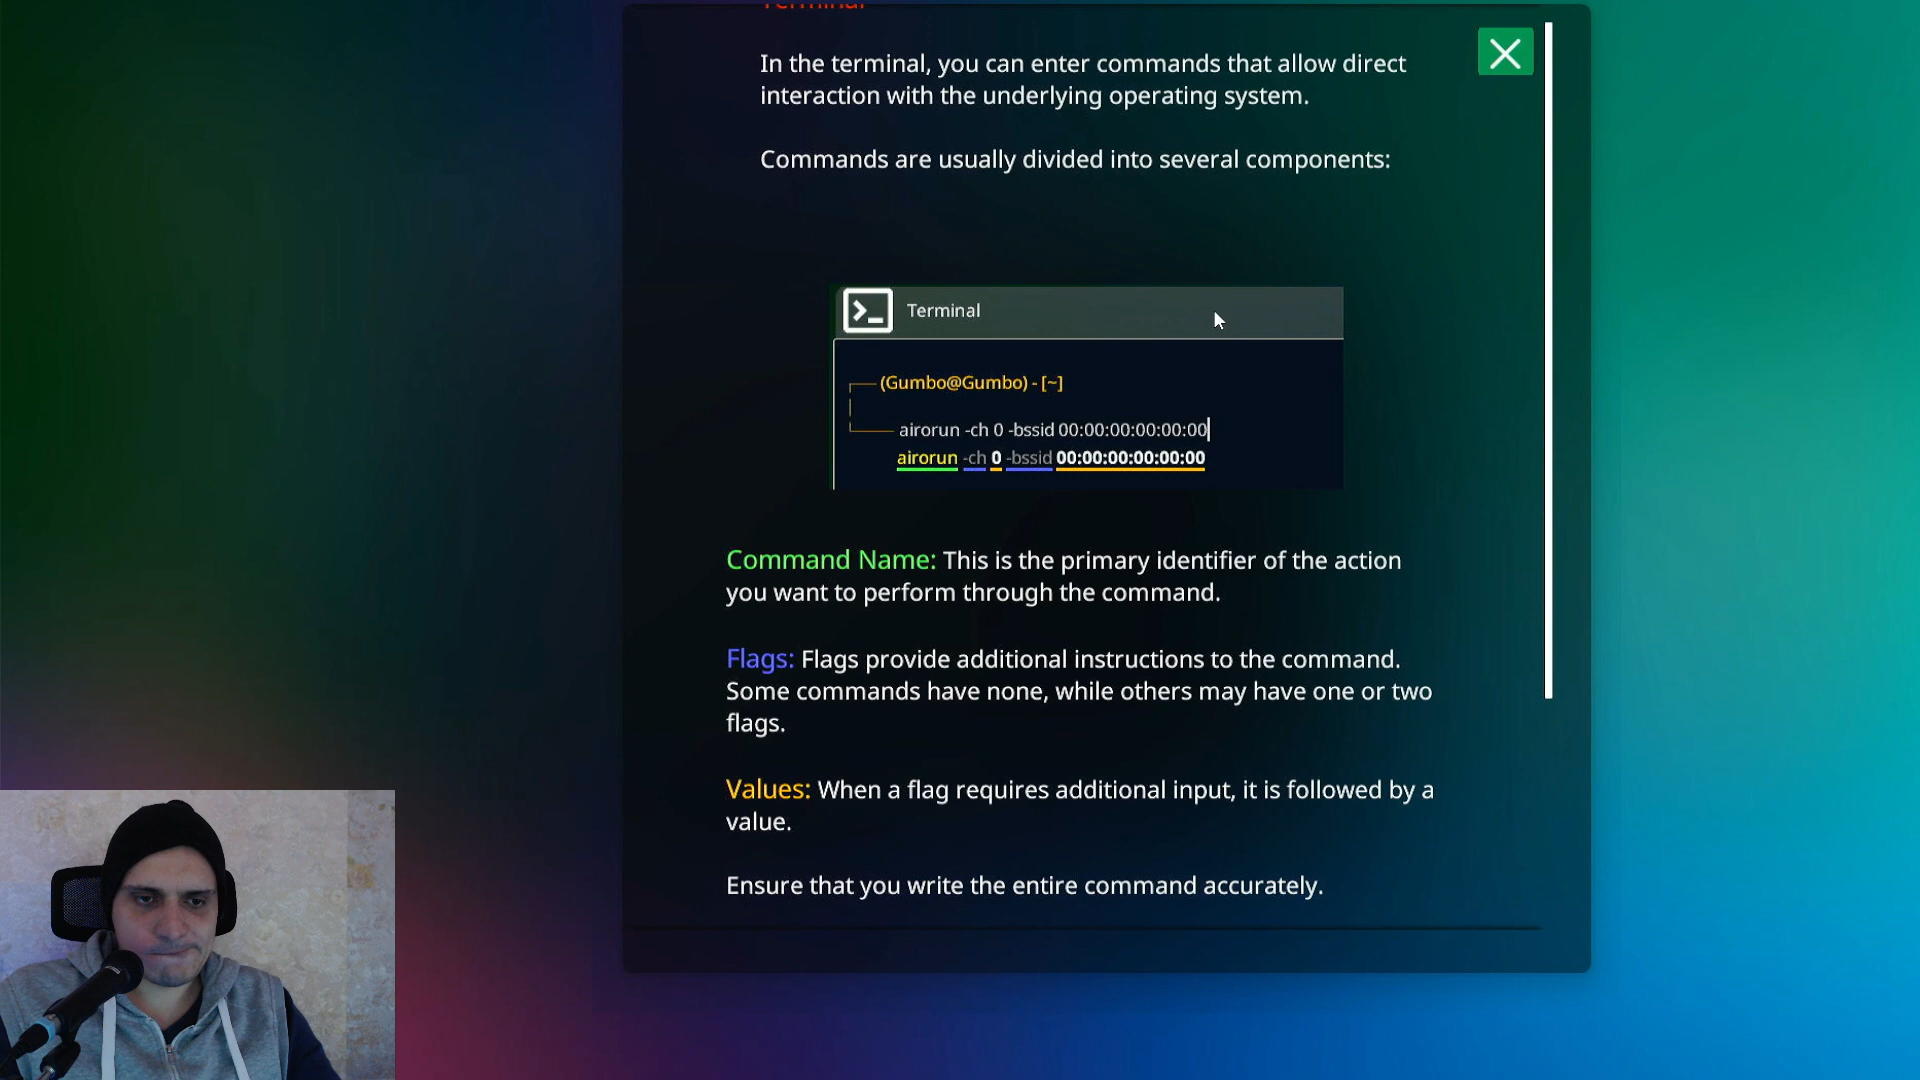 Terminal
In the terminal, you can enter commands that allow direct
interaction with the underlying operating system.
Commands are usually divided into several components:
Terminal
(Gumbo@Gumbo) - [~]
airorun -ch 0 -bssid 00:00:00:00:00:00
airorun -ch 0 -bssid 00:00:00:00:00:00
Command Name: This is the primary identifier of the action
you want to perform through the command.
Flags: Flags provide additional instructions to the command.
Some commands have none, while others may have one or two
flags.
Values: When a flag requires additional input, it is followed by a
value.
Ensure that you write the entire command accurately.